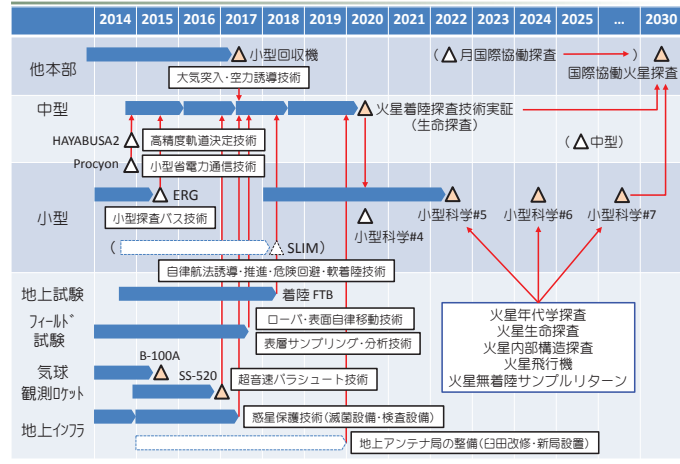 2014 2015 2016 2017 2018 2019 2020 2022 2024 2025 ... 2030
他本部
小型回収機
(△月国際協働探査 )
国際協働火星探査
大気突入・空力誘導技術
中型
火星着陸探査技術実証
(生命探査)
HAYABUSA2
高精度軌道決定技術
(△中型)
Procyon
小型省電力通信技術
小型
ERG
小型探査バス技術
小型科学#4
小型科学#5
小型科学#6
小型科学#7
( SLIM)
自律航法誘導・推進・危険回避・軟着陸技術
地上試験
着陸 FTB
フィールド
試験
ローバ・表面自律移動技術
表層サンプリング・分析技術
火星年代学探査
火星生命探査
火星内部構造探査
火星飛行機
火星無着陸サンプルリターン
気球
B-100A
観測ロケット
SS-520
超音速パラシュート技術
地上インフラ
惑星保護技術(滅菌設備・検査設備)
地上アンテナ局の整備(臼田改修・新局設置)